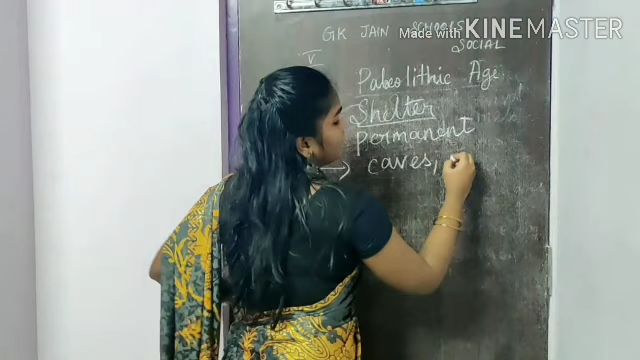 GK JAIN SCHOOLS
Made with KINEMASTER
SOCIAL
V
Paleolithic Age
Shelter
Permanent
→ caves,